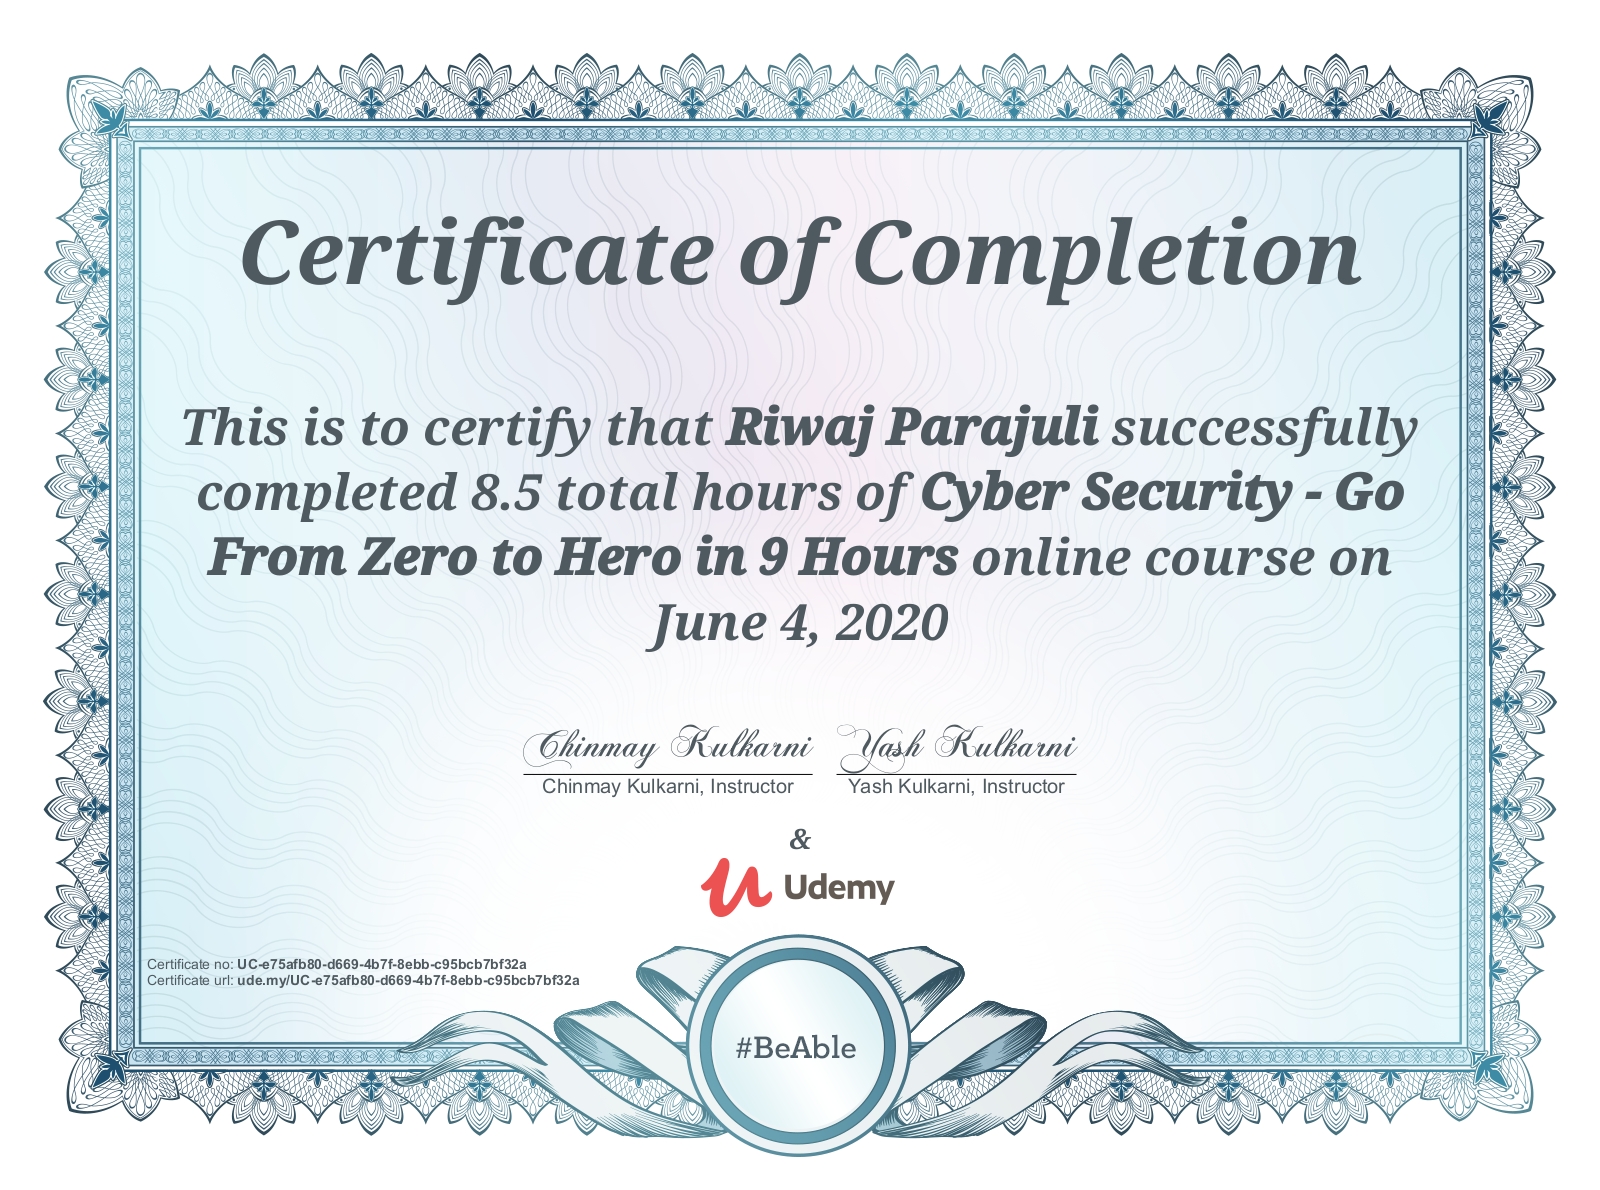 Certificate of Completion
This is to certify that Riwaj Parajuli successfully
completed 8.5 total hours of Cyber Security - Go
From Zero to Hero in 9 Hours online course on
June 4, 2020
Chinmay Kulkarni Yash Kulkarni
Chinmay Kulkarni, Instructor Yash Kulkarni, Instructor
&
Udemy
Certificate no: UC-e75afb80-d669-4b7f-8ebb-c95bcb7bf32a
Certificate url: ude.my/UC-e75afb80-d669-4b7f-8ebb-c95bcb7bf32a
#BeAble